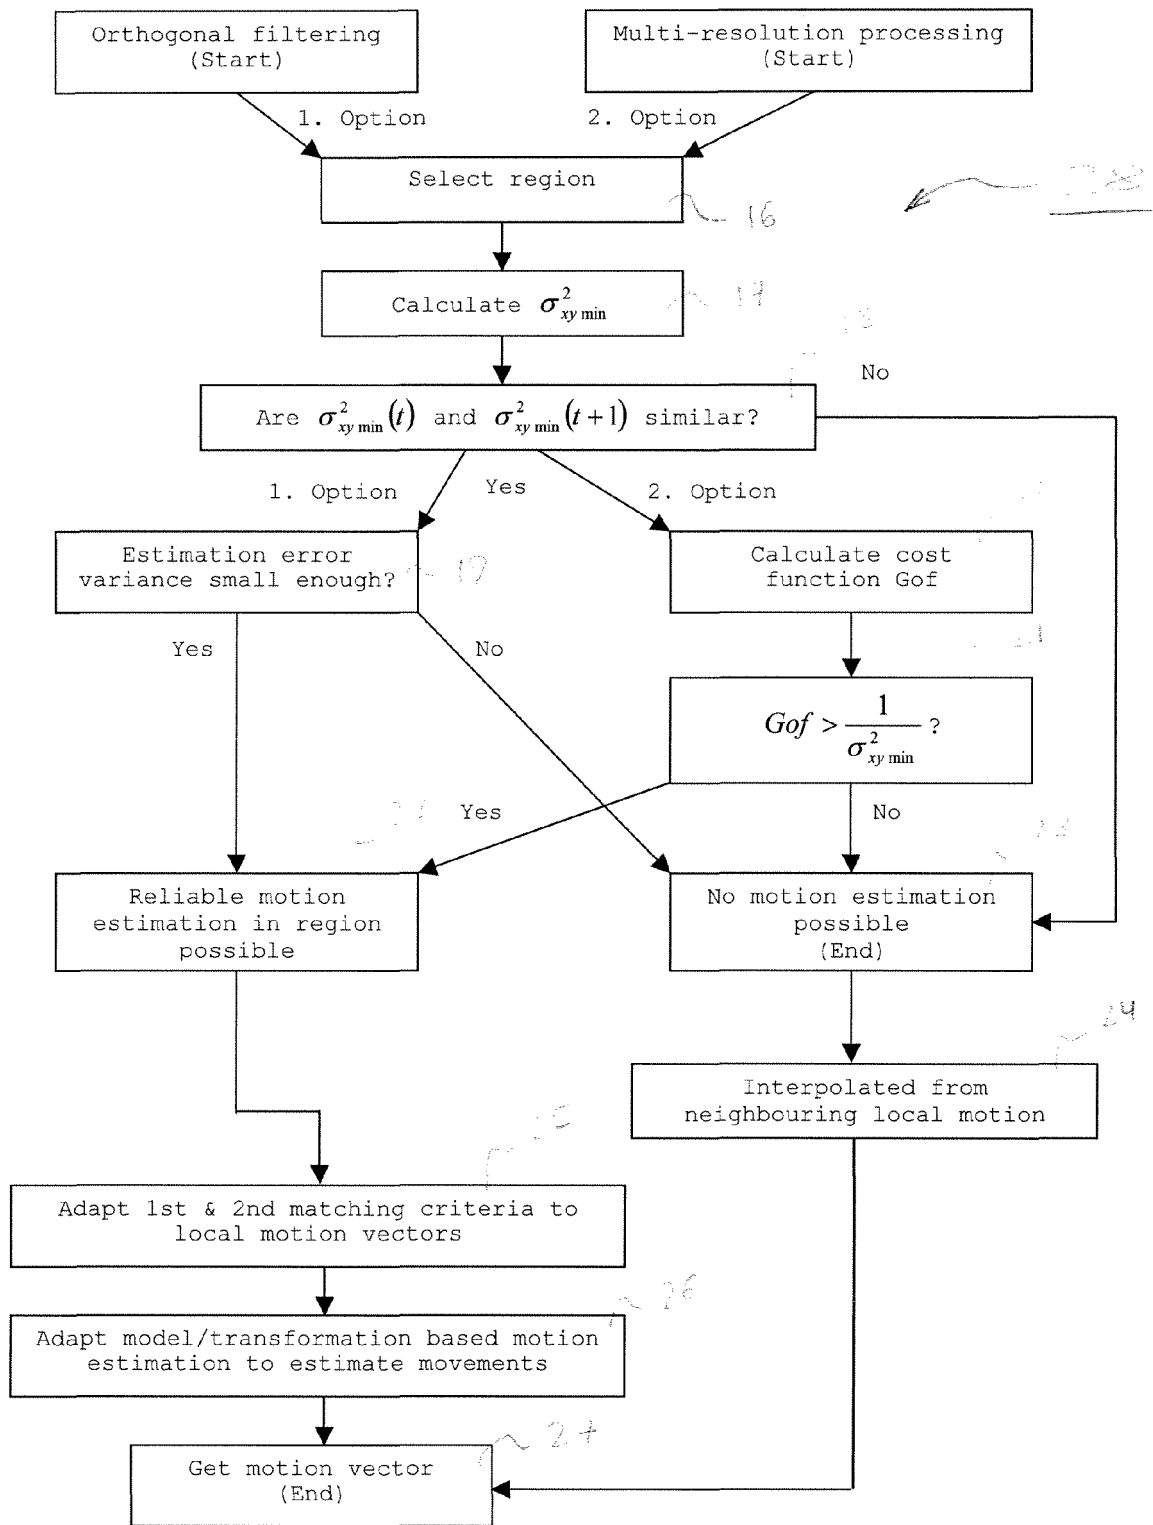 Orthogonal filtering
(Start)
Multi-resolution processing
(Start)
1. Option
2. Option
Select region
16
Calculate σ²xy min
17
No
Are σ²xy min(t) and σ²xy min(t+1) similar?
1. Option
Yes
2. Option
Estimation error
variance small enough?
19
Calculate cost
function Gof
Yes
No
Gof > 1/σ²xy min ?
Yes
No
Reliable motion
estimation in region
possible
No motion estimation
possible
(End)
24
Interpolated from
neighbouring local motion
Adapt 1st & 2nd matching criteria to
local motion vectors
26
Adapt model/transformation based motion
estimation to estimate movements
27
Get motion vector
(End)